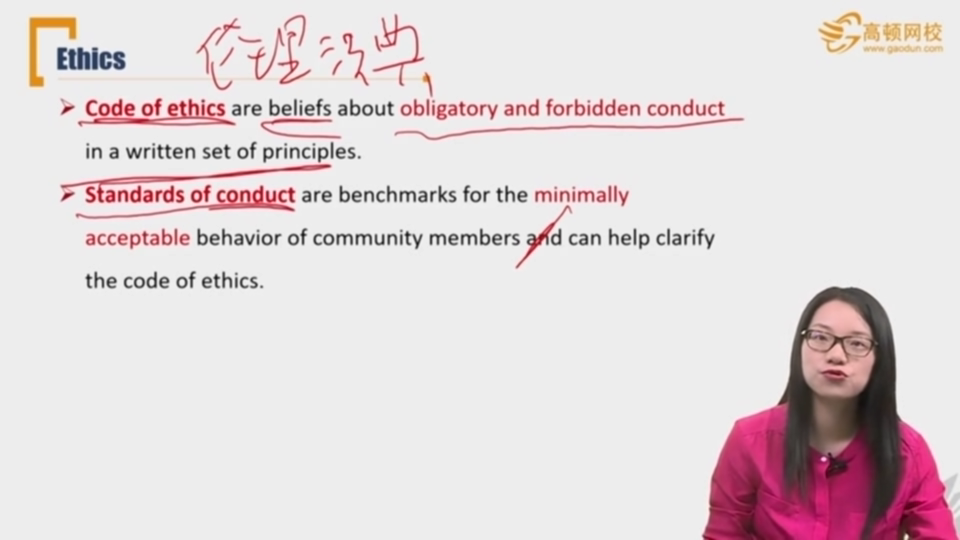 高顿网校
www.gaodun.com
Ethics
伦理法典
Code of ethics are beliefs about obligatory and forbidden conduct
in a written set of principles.
Standards of conduct are benchmarks for the minimally
acceptable behavior of community members and can help clarify
the code of ethics.